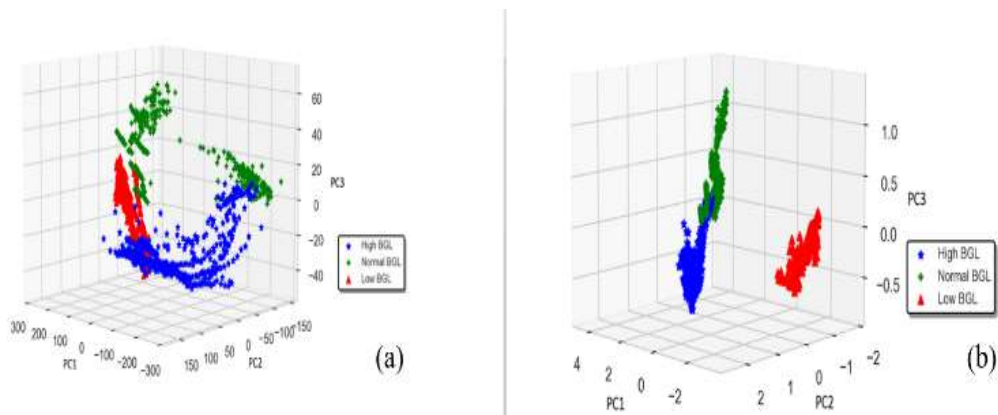 60
40
20
PC3
0
−20
−40
High BGL
Normal BGL
Low BGL
300
200
100
0
−100
−200
−300
PC1
150
100
50
0
−50
−100
−150
PC2
(a)
1.0
0.5
PC3
0.0
−0.5
High BGL
Normal BGL
Low BGL
4
2
0
−2
PC1
2
1
0
−1
−2
PC2
(b)